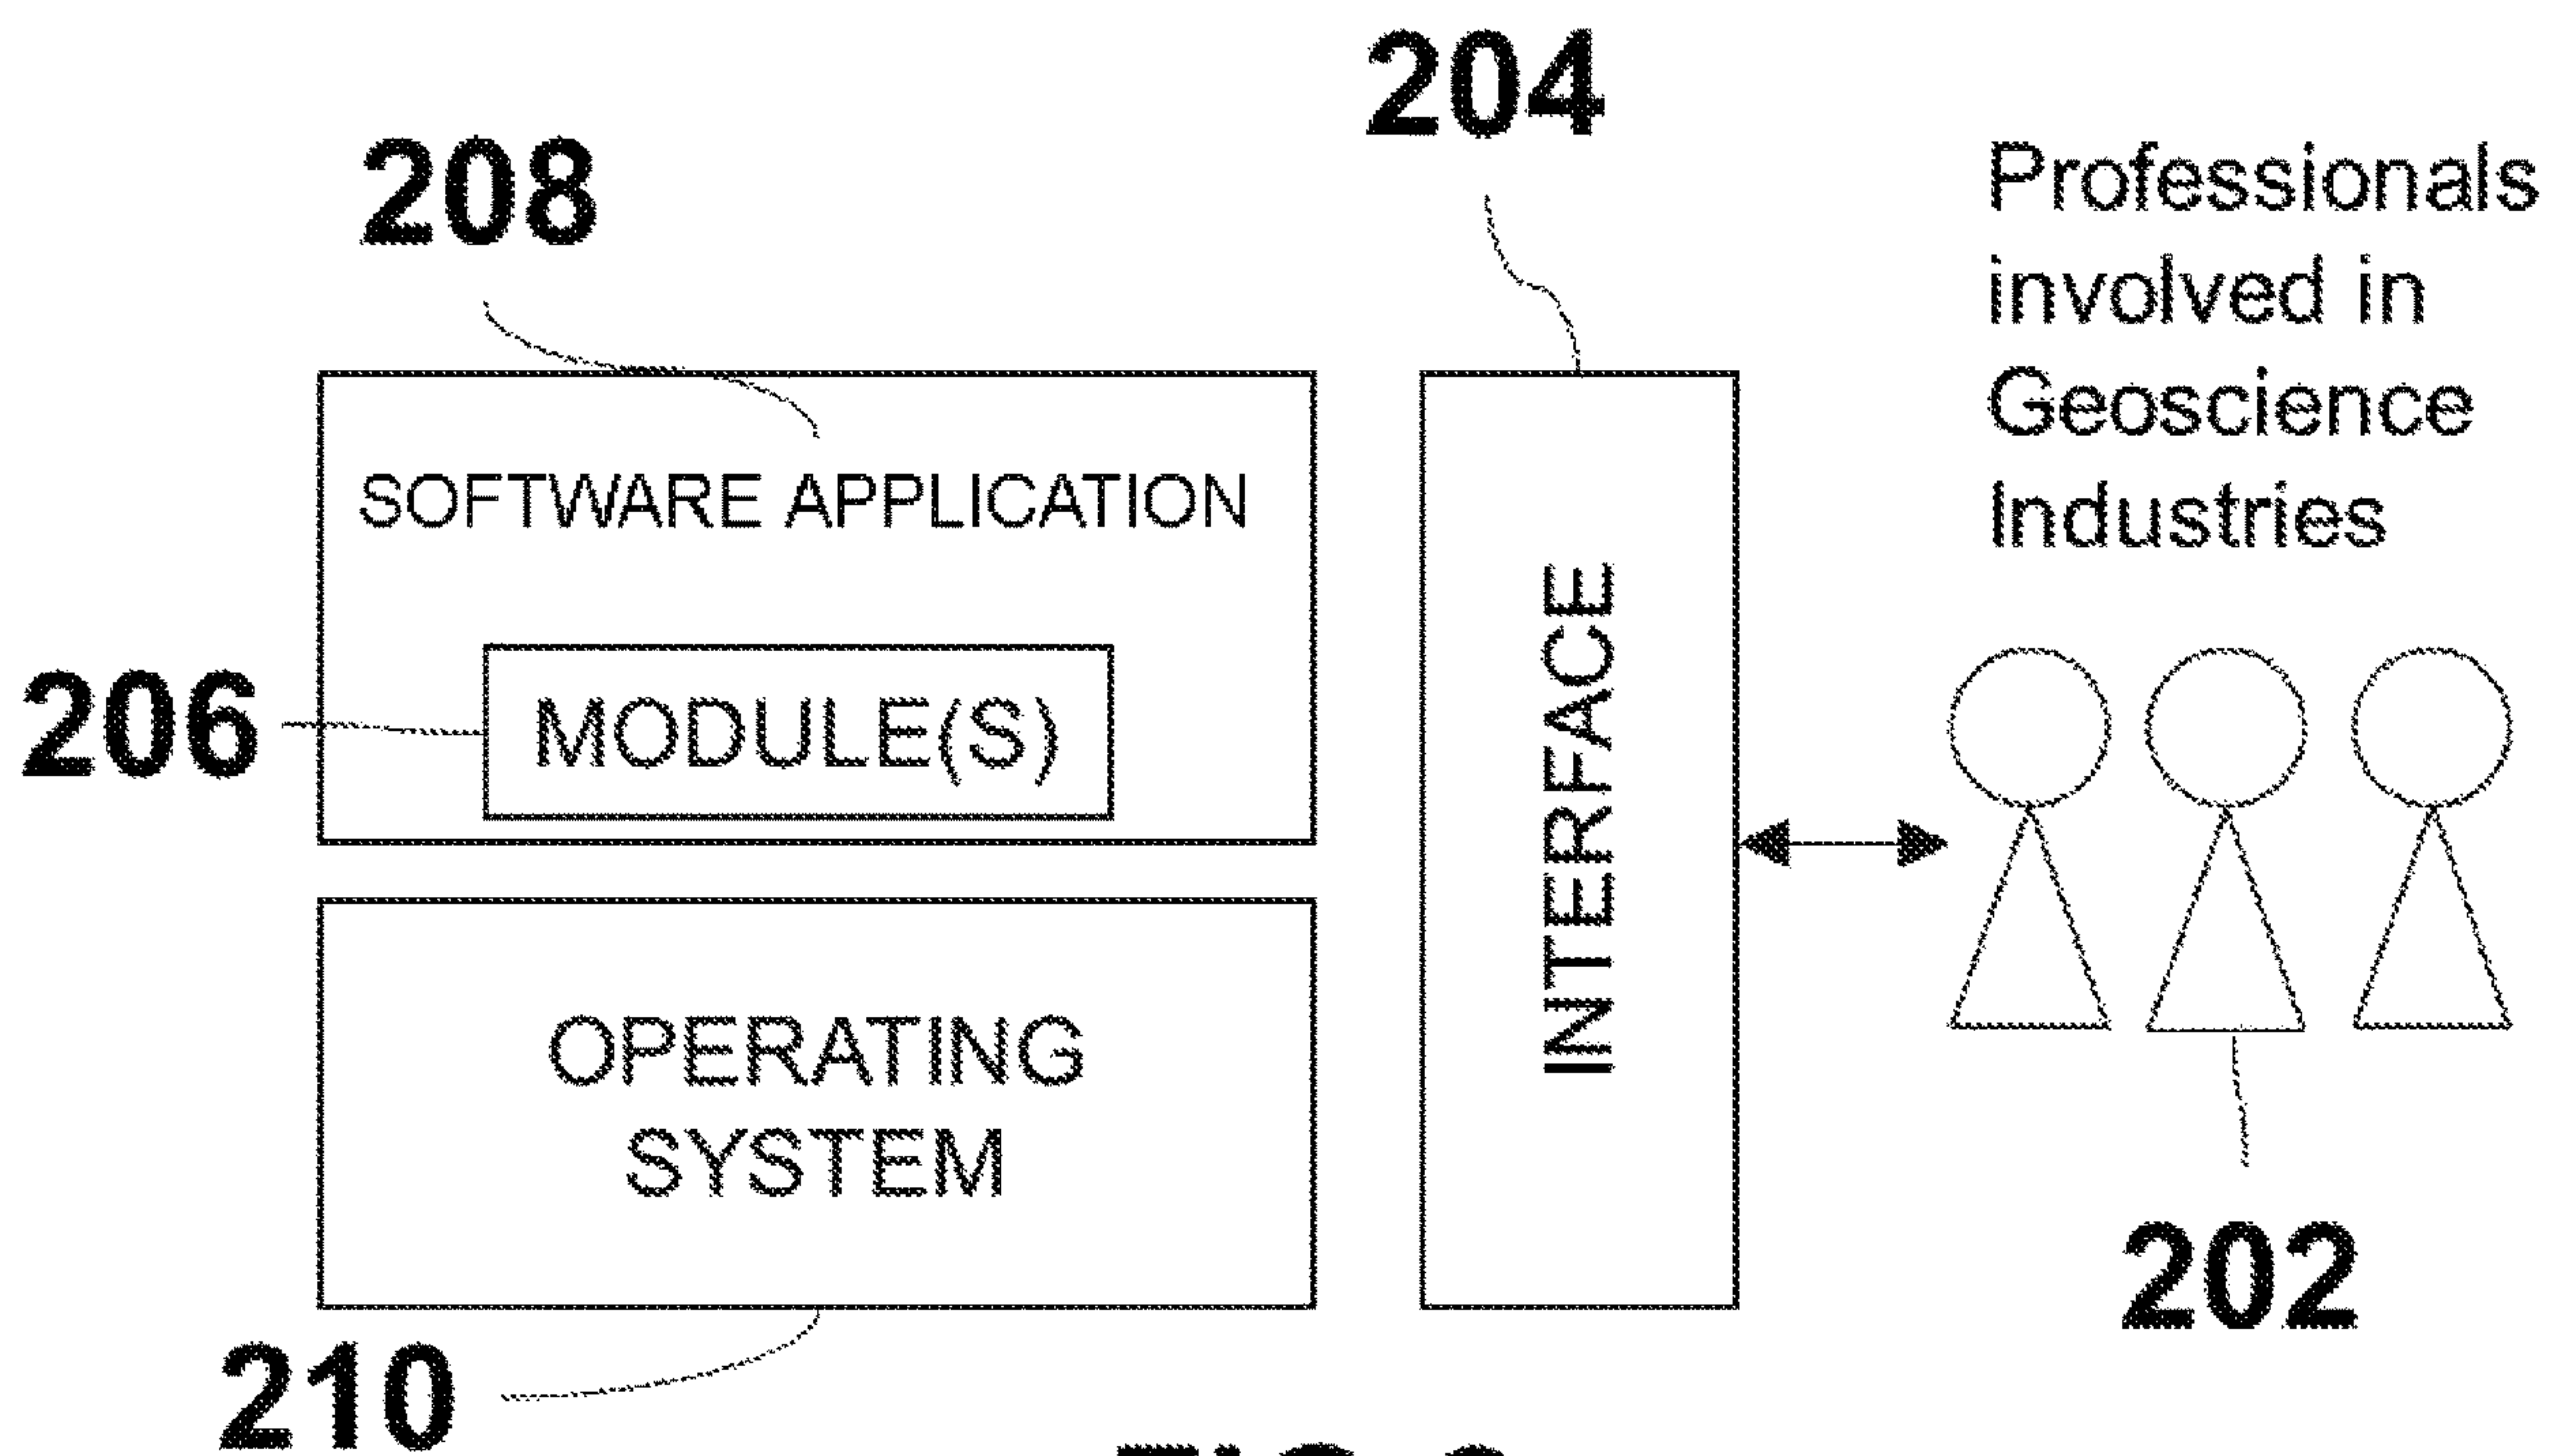 204
208
Professionals
involved in
Geoscience
Industries
SOFTWARE APPLICATION
206
MODULE(S)
INTERFACE
OPERATING
SYSTEM
202
210